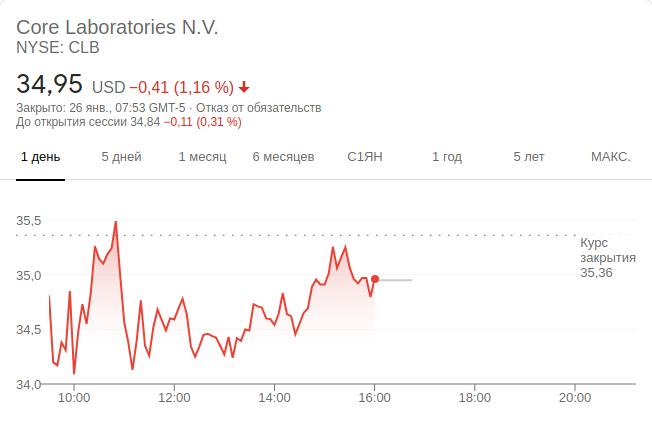 Core Laboratories N.V.
NYSE: CLB
34,95 USD −0,41 (1,16 %)
Закрыто: 26 янв., 07:53 GMT-5 · Отказ от обязательств
До открытия сессии 34,84 −0,11 (0,31 %)
1 день 5 дней 1 месяц 6 месяцев С1ЯН 1 год 5 лет МАКС.
35,5
Курс
закрытия
35,36
35,0
34,5
34,0
10:00 12:00 14:00 16:00 18:00 20:00